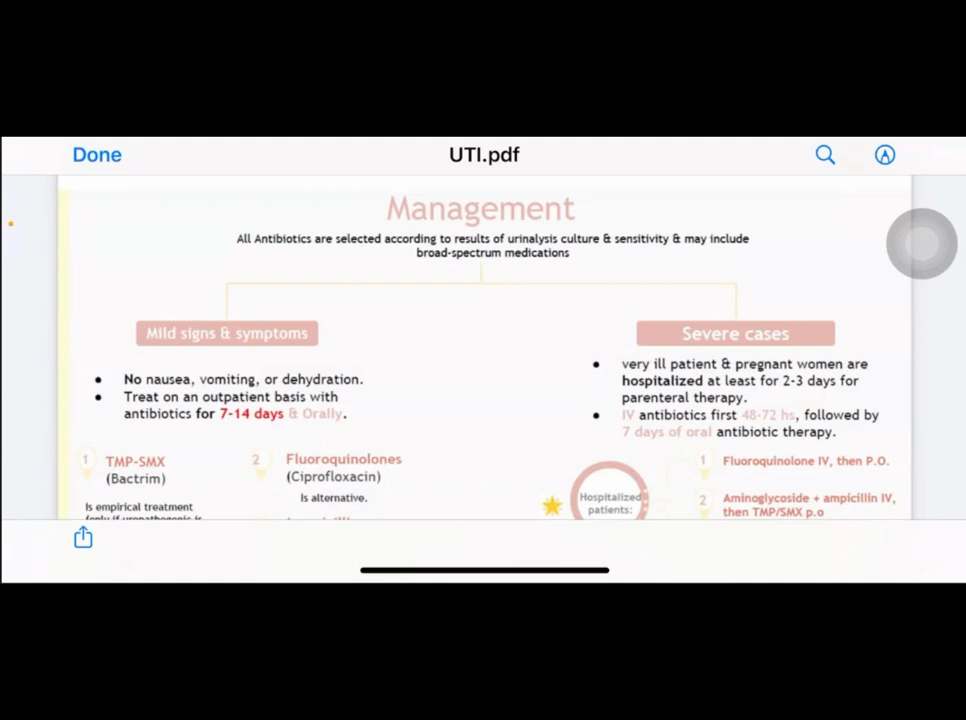 Done
UTI.pdf
Management
All Antibiotics are selected according to results of urinalysis culture & sensitivity & may include
broad-spectrum medications
Mild signs & symptoms
• No nausea, vomiting, or dehydration.
• Treat on an outpatient basis with
antibiotics for 7-14 days & Orally.
1 TMP-SMX
(Bactrim)
Is empirical treatment
2 Fluoroquinolones
(Ciprofloxacin)
Is alternative.
Severe cases
• very ill patient & pregnant women are
hospitalized at least for 2-3 days for
parenteral therapy.
• IV antibiotics first 48-72 hs, followed by
7 days of oral antibiotic therapy.
Hospitalized
patients:
1 Fluoroquinolone IV, then P.O.
2 Aminoglycoside + ampicillin IV,
then TMP/SMX p.o